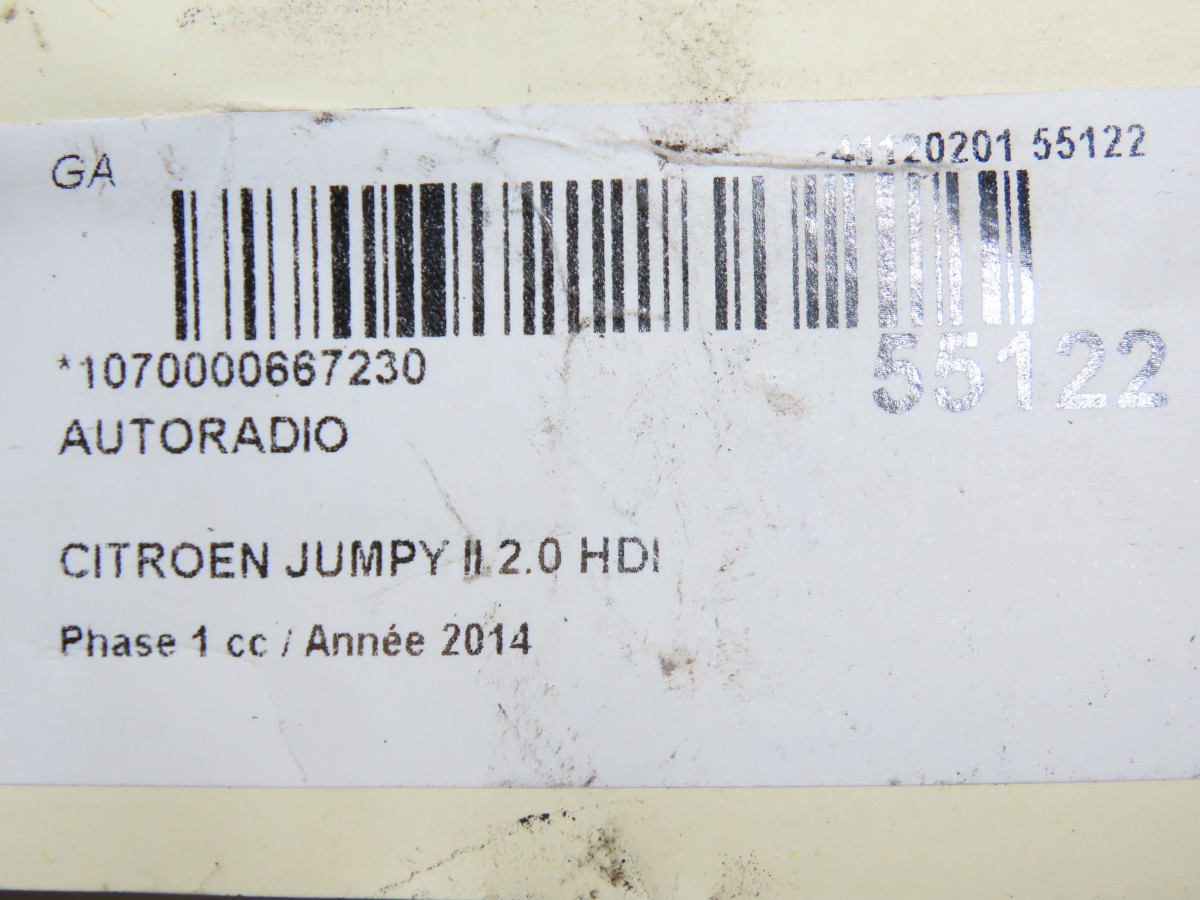 GA
41120201 55122
*1070000667230
55122
AUTORADIO
CITROEN JUMPY II 2.0 HDI
Phase 1 cc / Année 2014